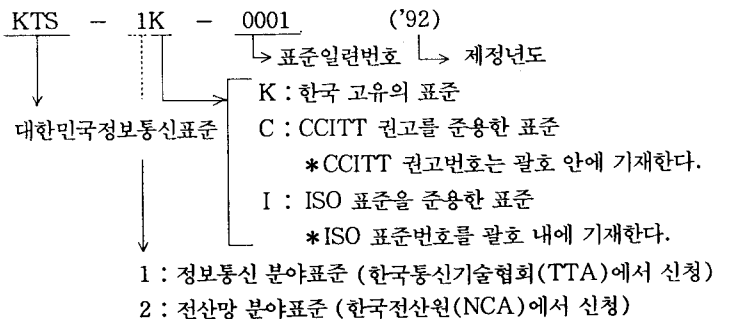 KTS – 1K – 0001 ('92)
표준일련번호 제정년도
K : 한국 고유의 표준
대한민국정보통신표준 C : CCITT 권고를 준용한 표준
*CCITT 권고번호는 괄호 안에 기재한다.
I : ISO 표준을 준용한 표준
*ISO 표준번호를 괄호 내에 기재한다.
1 : 정보통신 분야표준 (한국통신기술협회(TTA)에서 신청)
2 : 전산망 분야표준 (한국전산원(NCA)에서 신청)